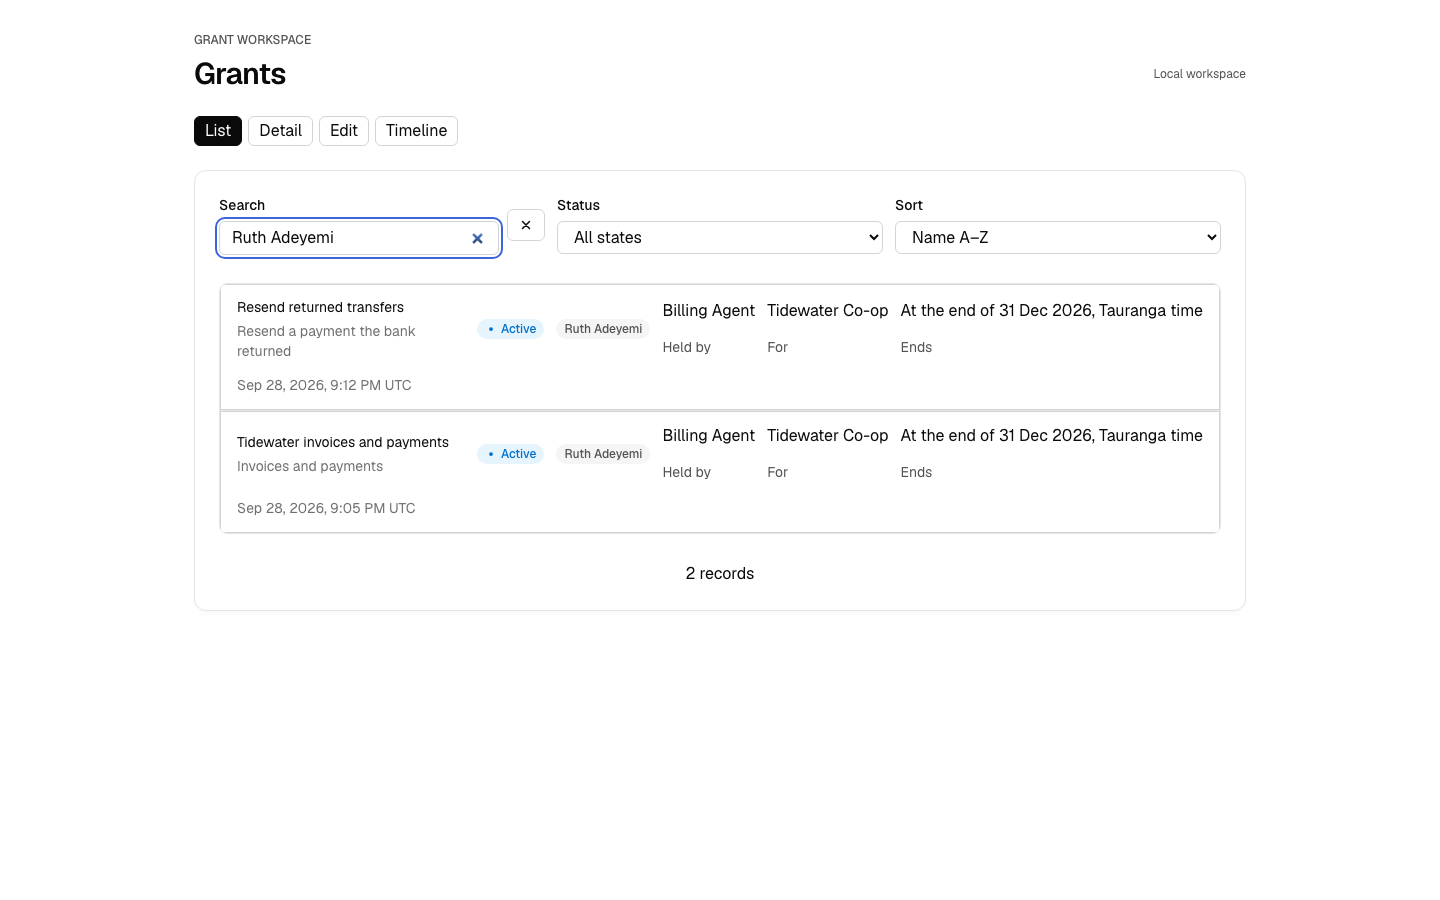 GRANT WORKSPACE
Grants
Local workspace
List
Detail
Edit
Timeline
Search
Status
Sort
Ruth Adeyemi
All states
Name A–Z
Resend returned transfers
Resend a payment the bank
returned
Sep 28, 2026, 9:12 PM UTC
Active
Ruth Adeyemi
Billing Agent
Held by
Tidewater Co-op
For
At the end of 31 Dec 2026, Tauranga time
Ends
Tidewater invoices and payments
Invoices and payments
Sep 28, 2026, 9:05 PM UTC
Active
Ruth Adeyemi
Billing Agent
Held by
Tidewater Co-op
For
At the end of 31 Dec 2026, Tauranga time
Ends
2 records